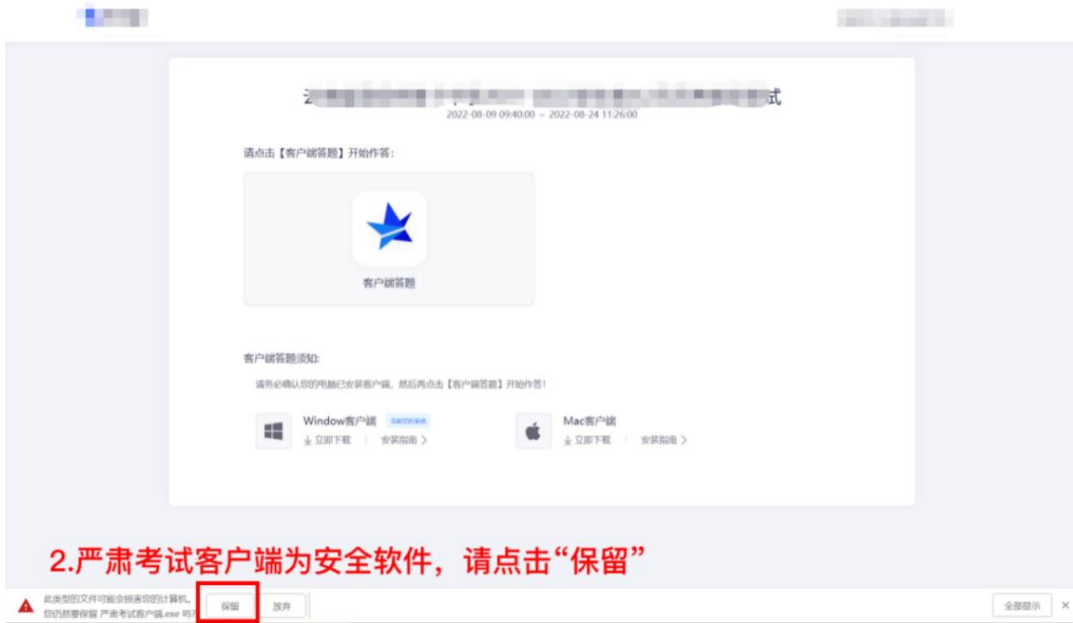 试
2022-08-09 09:40:00 ~ 2022-08-24 11:26:00
请点击【客户端答题】开始作答：
客户端答题
客户端答题须知:
请务必确认您的电脑已安装客户端，然后再点击【客户端答题】开始作答！
Window客户端
立即下载 安装指南
Mac客户端
立即下载 安装指南
2.严肃考试客户端为安全软件，请点击“保留”
此类型的文件可能会损害您的计算机。
您仍然要保留 严肃考试客户端.exe 吗?
保留 放弃 全部显示